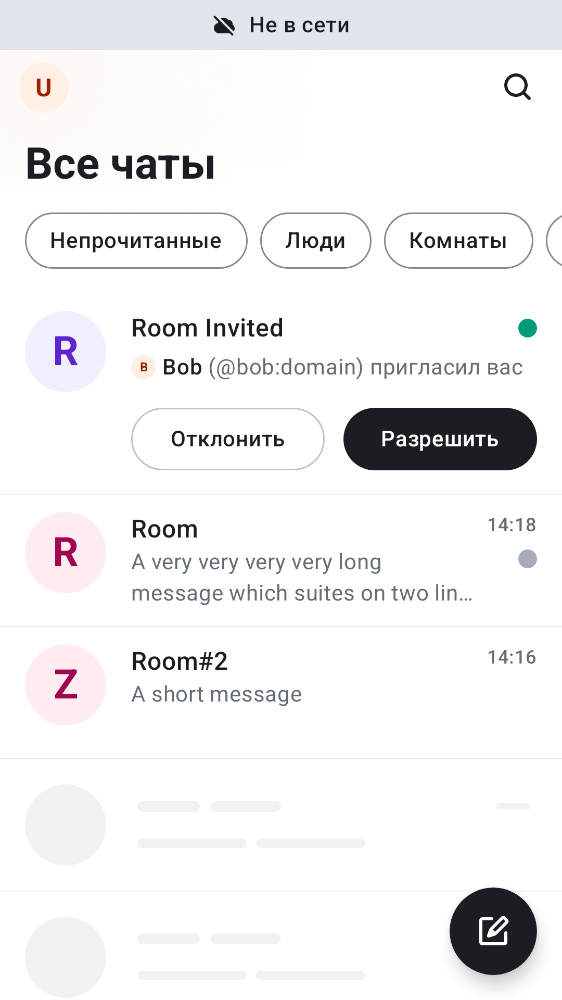 Не в сети
U
Все чаты
Непрочитанные Люди Комнаты
R
Room Invited
B Bob (@bob:domain) пригласил вас
Отклонить Разрешить
R
Room 14:18
A very very very very long
message which suites on two lin…
Z
Room#2 14:16
A short message